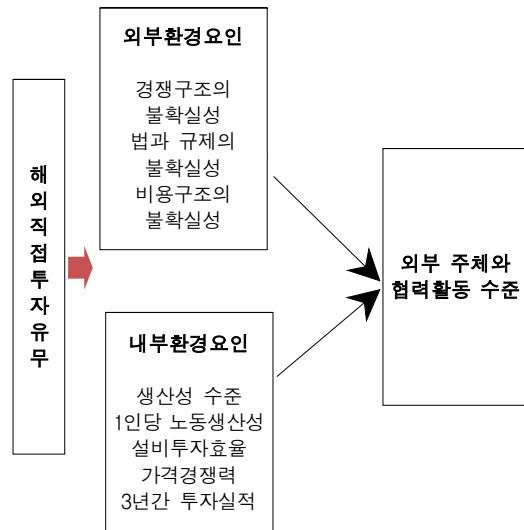 해외직접투자유무
외부환경요인
경쟁구조의
불확실성
법과 규제의
불확실성
비용구조의
불확실성
내부환경요인
생산성 수준
1인당 노동생산성
설비투자효율
가격경쟁력
3년간 투자실적
외부 주체와
협력활동 수준